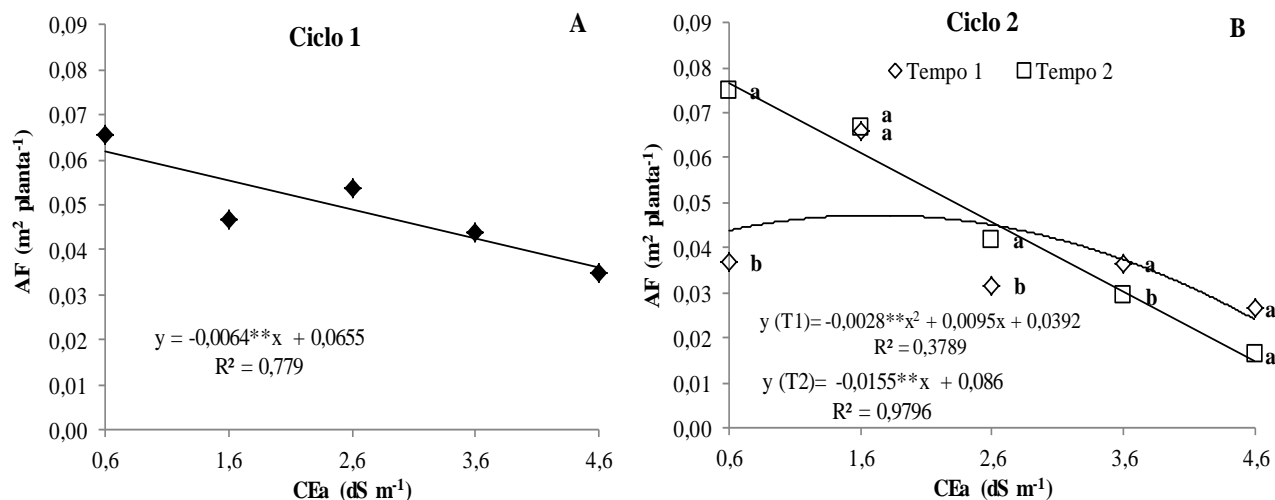 Ciclo 1
A
AF (m² planta⁻¹)
0,09
0,08
0,07
0,06
0,05
0,04
0,03
0,02
0,01
0,00
y = -0,0064**x + 0,0655
R² = 0,779
0,6 1,6 2,6 3,6 4,6
CEa (dS m⁻¹)
Ciclo 2
B
◇Tempo 1 □Tempo 2
AF (m² planta⁻¹)
0,09
0,08
0,07
0,06
0,05
0,04
0,03
0,02
0,01
0,00
a
a
a
b
a
b
a
b
a
a
y (T1)= -0,0028**x² + 0,0095x + 0,0392
R² = 0,3789
y (T2)= -0,0155**x + 0,086
R² = 0,9796
0,6 1,6 2,6 3,6 4,6
CEa (dS m⁻¹)